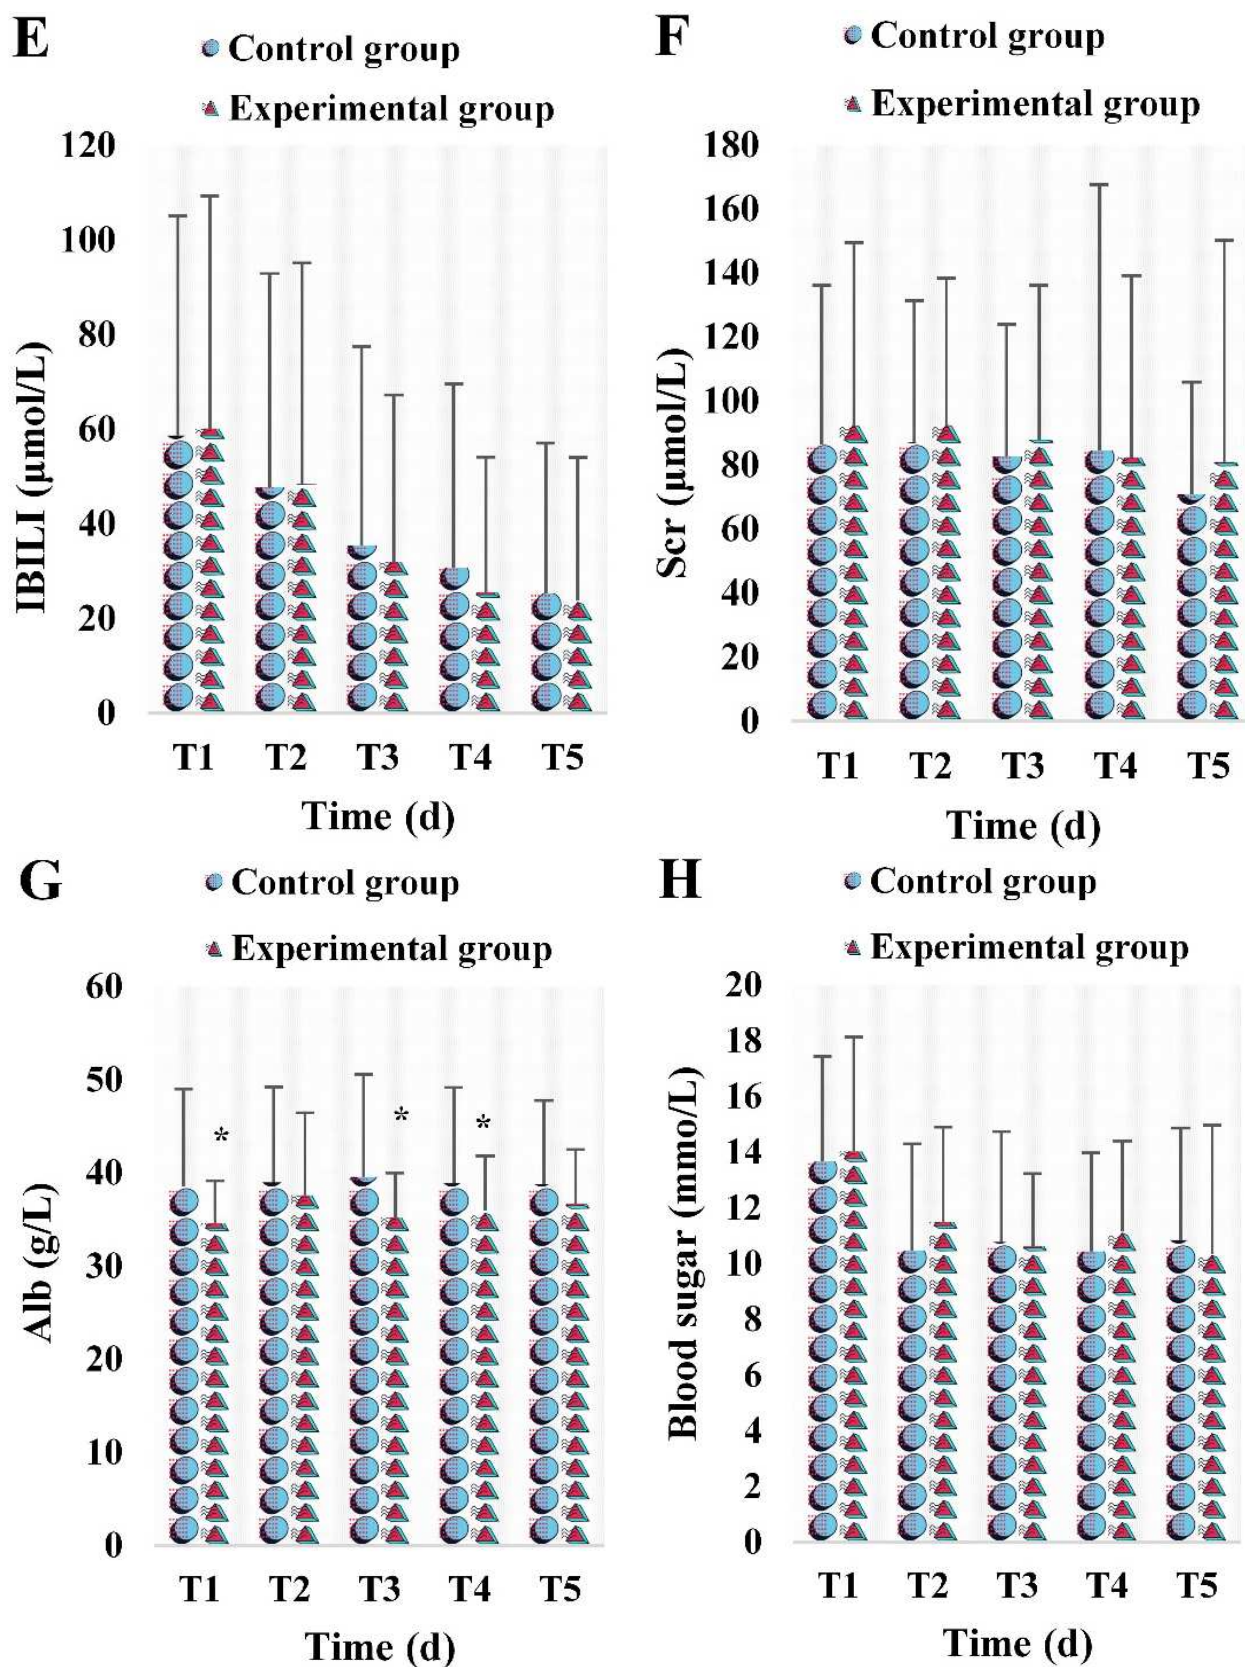 E
Control group
Experimental group
120
100
80
60
40
20
0
IBILI (μmol/L)
T1 T2 T3 T4 T5
Time (d)
F
Control group
Experimental group
180
160
140
120
100
80
60
40
20
0
Scr (μmol/L)
T1 T2 T3 T4 T5
Time (d)
G
Control group
Experimental group
60
50
40
30
20
10
0
Alb (g/L)
* * *
T1 T2 T3 T4 T5
Time (d)
H
Control group
Experimental group
20
18
16
14
12
10
8
6
4
2
0
Blood sugar (mmo/L)
T1 T2 T3 T4 T5
Time (d)